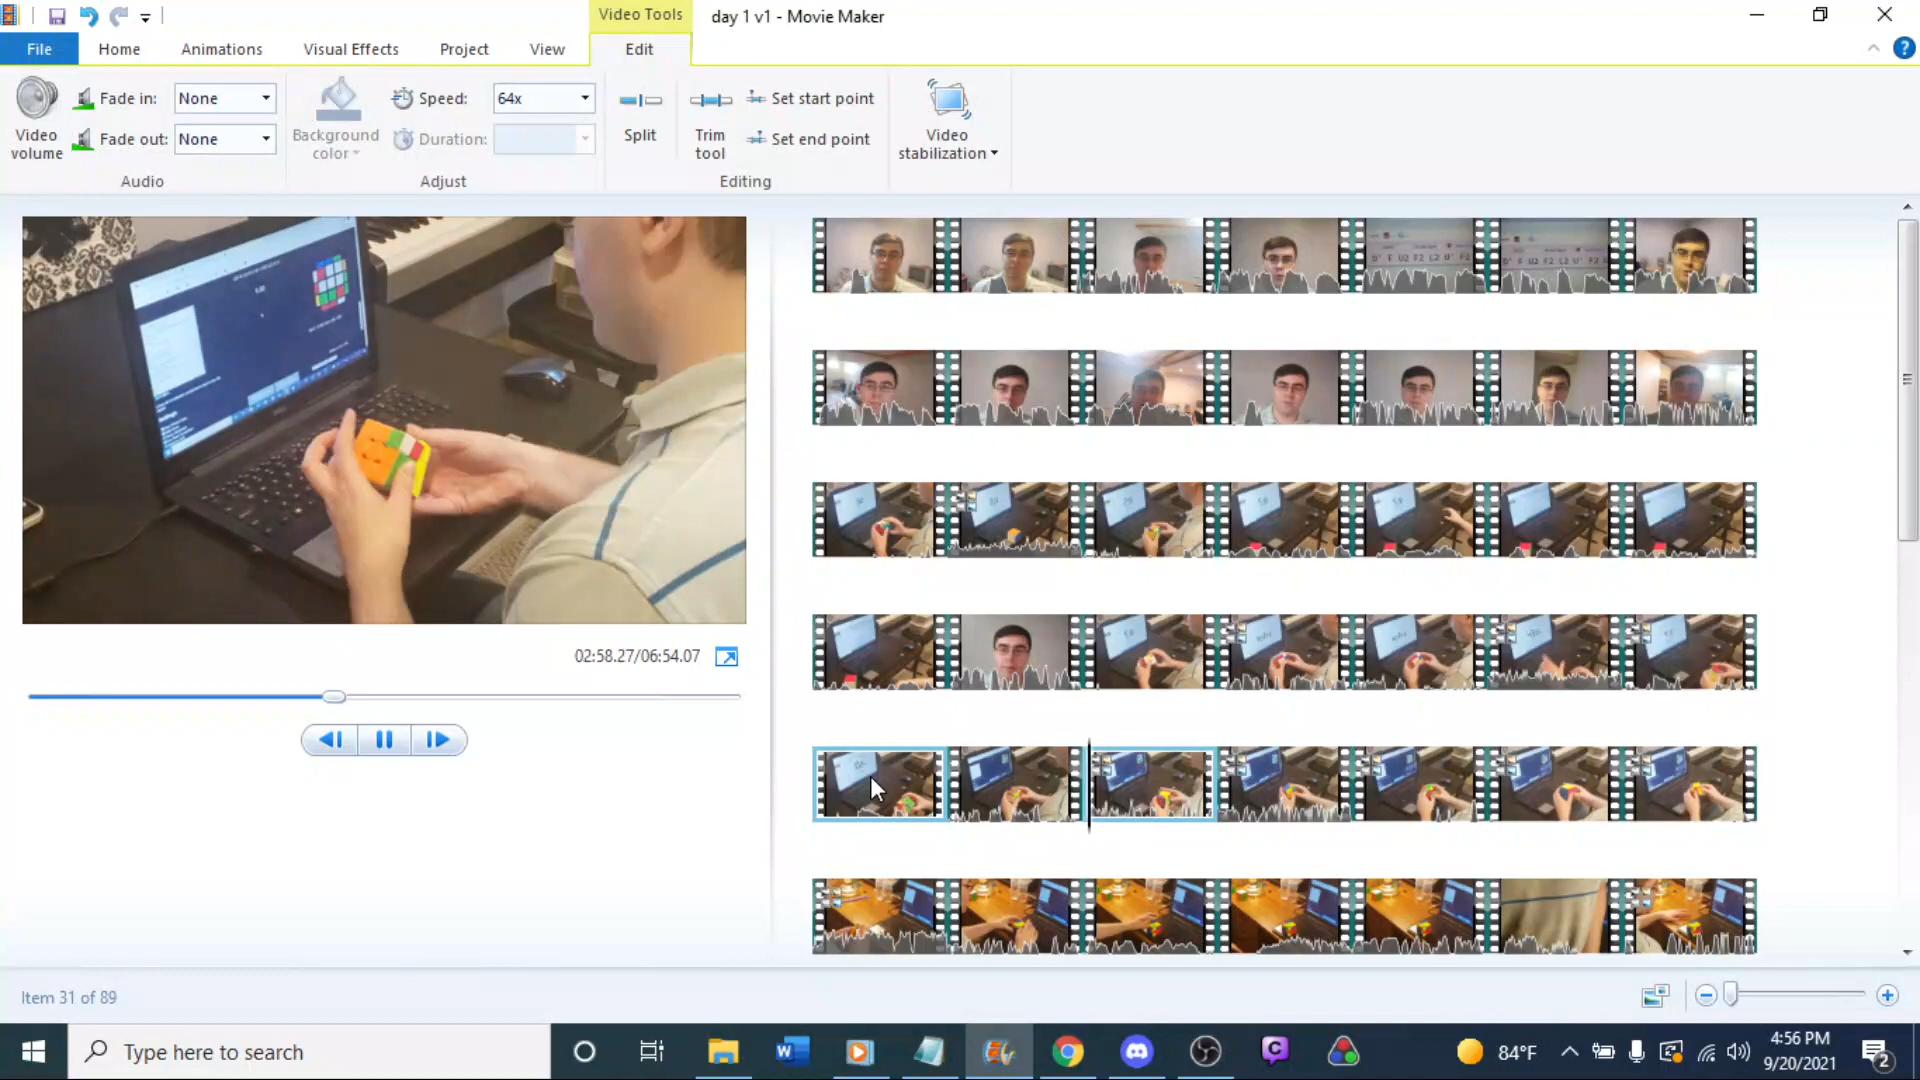 Video Tools
day 1 v1 - Movie Maker
File
Home
Animations
Visual Effects
Project
View
Edit
Video volume
Fade in:
None
Fade out:
None
Audio
Background color
Speed:
64x
Duration:
Adjust
Split
Trim tool
Set start point
Set end point
Editing
Video stabilization
02:58.27/06:54.07
Item 31 of 89
Type here to search
84°F
4:56 PM
9/20/2021
2